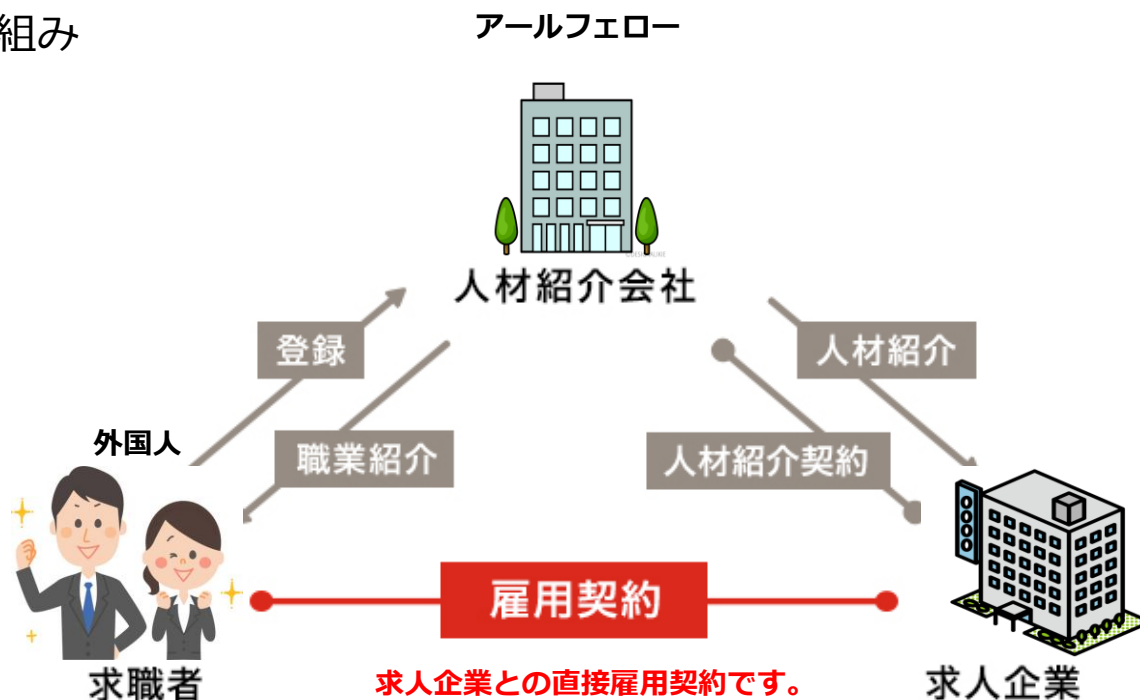 組み
アールフェロー
人材紹介会社
登録
人材紹介
外国人
職業紹介
人材紹介契約
雇用契約
求職者
求人企業との直接雇用契約です。
求人企業